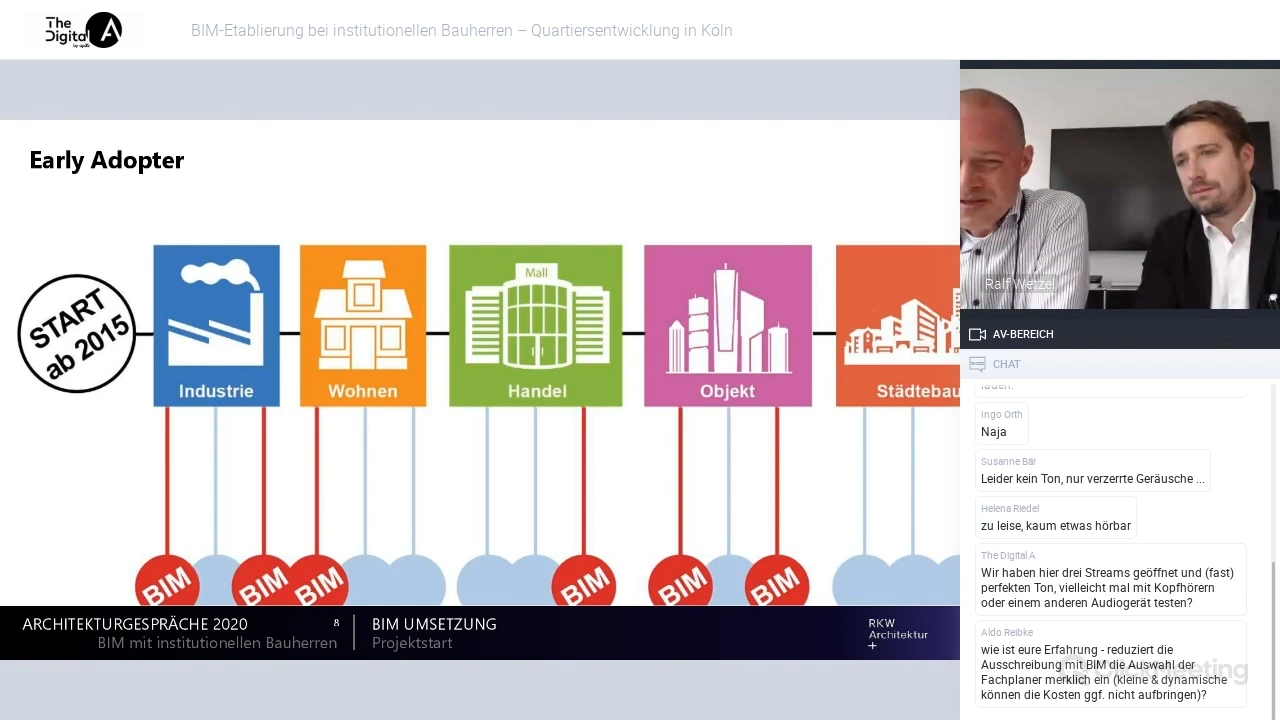 The
Digital
by aplus
A
BIM-Etablierung bei institutionellen Bauherren – Quartiersentwicklung in Köln
Early Adopter
START
ab 2015
Industrie
Wohnen
Mall
Handel
Objekt
Städtebau
BIM
BIM
BIM
BIM
BIM
BIM
ARCHITEKTURGESPRÄCHE 2020
8
BIM mit institutionellen Bauherren
BIM UMSETZUNG
Projektstart
RKW
Architektur
+
Ralf Wetzel
AV-BEREICH
CHAT
Ingo Orth
Naja
Susanne Bär
Leider kein Ton, nur verzerrte Geräusche ...
Helena Riedel
zu leise, kaum etwas hörbar
The Digital A
Wir haben hier drei Streams geöffnet und (fast)
perfekten Ton, vielleicht mal mit Kopfhörern
oder einem anderen Audiogerät testen?
Aldo Reibke
wie ist eure Erfahrung - reduziert die
Ausschreibung mit BIM die Auswahl der
Fachplaner merklich ein (kleine & dynamische
können die Kosten ggf. nicht aufbringen)?